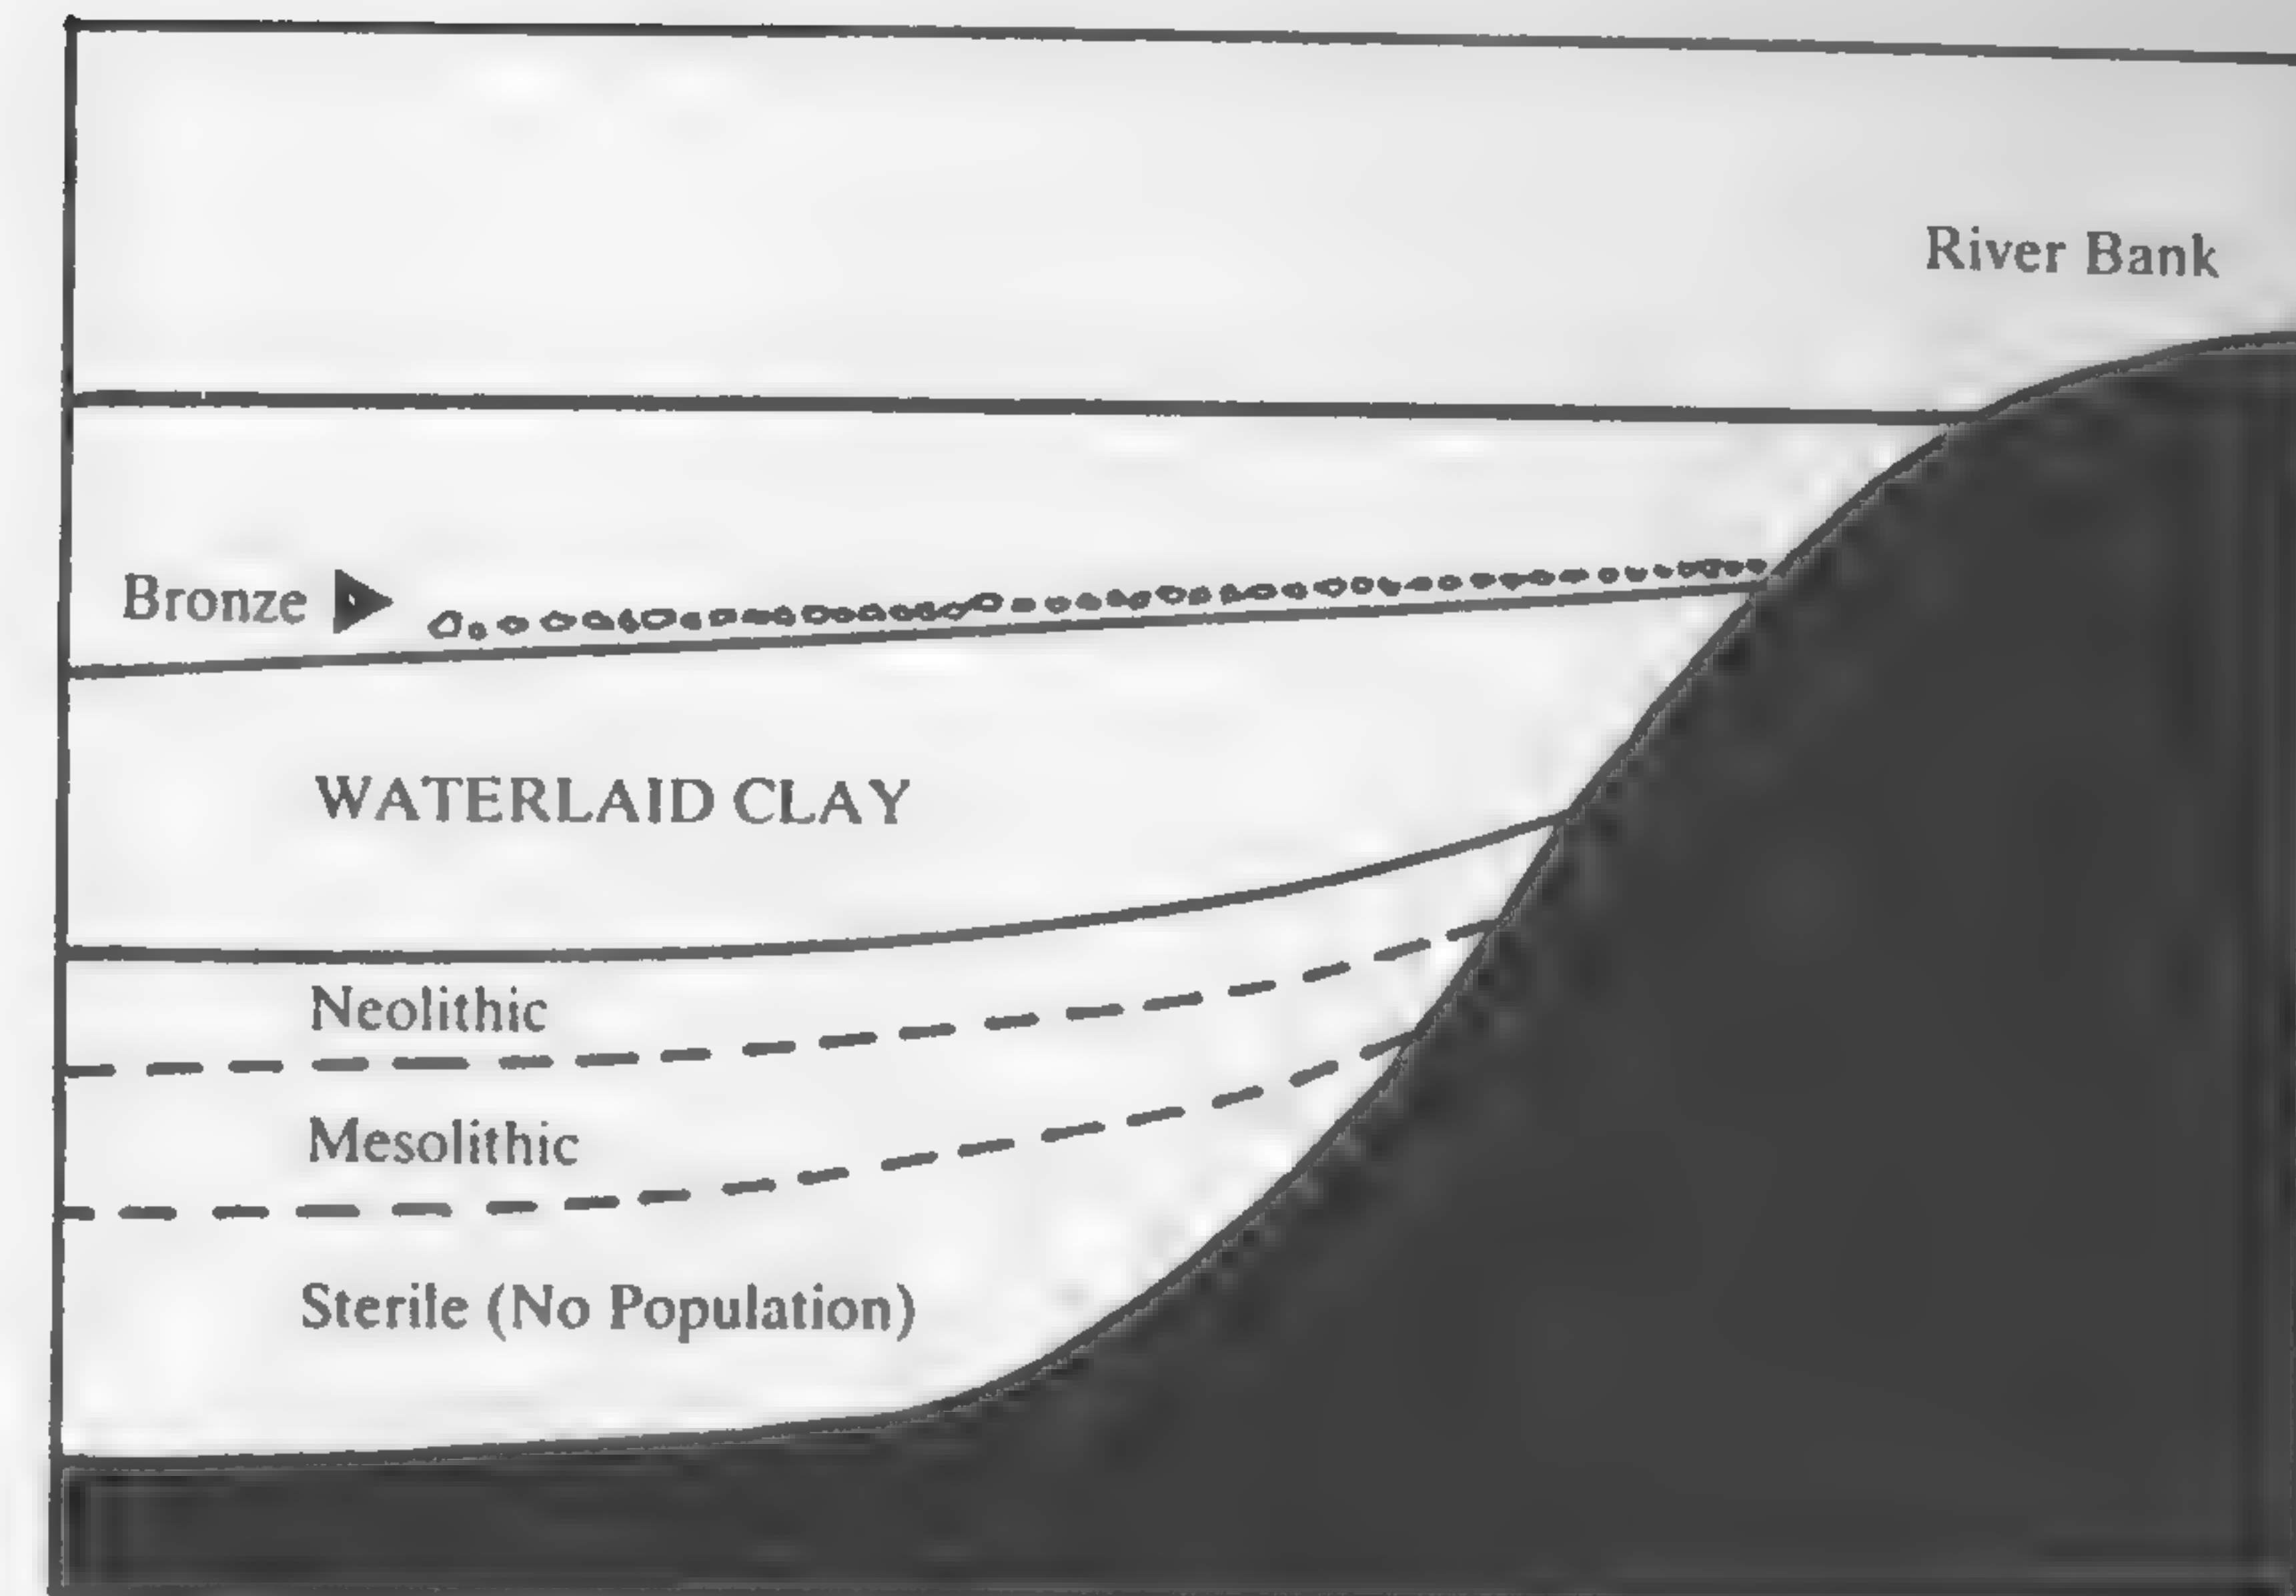 River Bank
Bronze
WATERLAID CLAY
Neolithic
Mesolithic
Sterile (No Population)